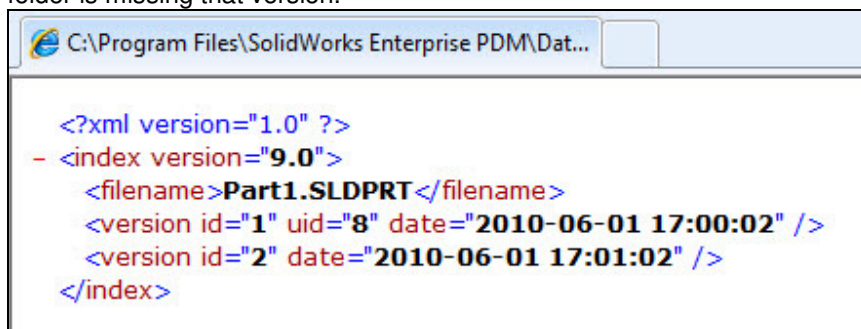 folder is missing that version.
C:\Program Files\SolidWorks Enterprise PDM\Dat...
<?xml version="1.0" ?>
- <index version="9.0">
<filename>Part1.SLDPRT</filename>
<version id="1" uid="8" date="2010-06-01 17:00:02" />
<version id="2" date="2010-06-01 17:01:02" />
</index>